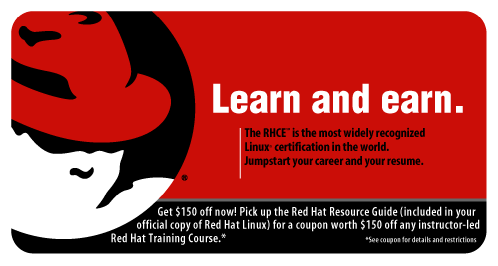 Learn and earn.
The RHCE™ is the most widely recognized
Linux® certification in the world.
Jumpstart your career and your resume.
®
Get $150 off now! Pick up the Red Hat Resource Guide (included in your
official copy of Red Hat Linux) for a coupon worth $150 off any instructor-led
Red Hat Training Course.*
*See coupon for details and restrictions